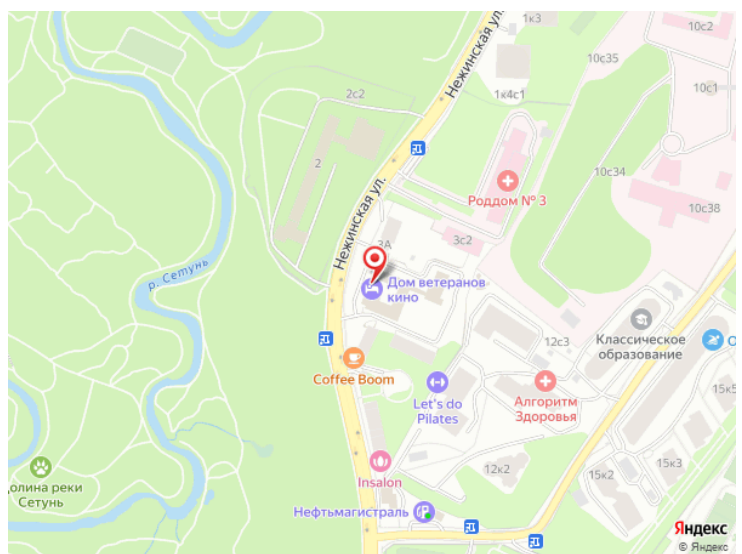 1к3
10с2
Нежинская ул.
10с35
10с1
2с2
1к4с1
2
10с34
Роддом № 3
10с38
Нежинская ул.
3А
3с2
р. Сетунь
Дом ветеранов
кино
Классическое
образование
12с3
О
Coffee Boom
Let's do
Pilates
Алгоритм
Здоровья
15к5
15к3
15к2
12к2
олина реки
Сетунь
Insalon
Нефтьмагистраль
Яндекс
© Яндекс